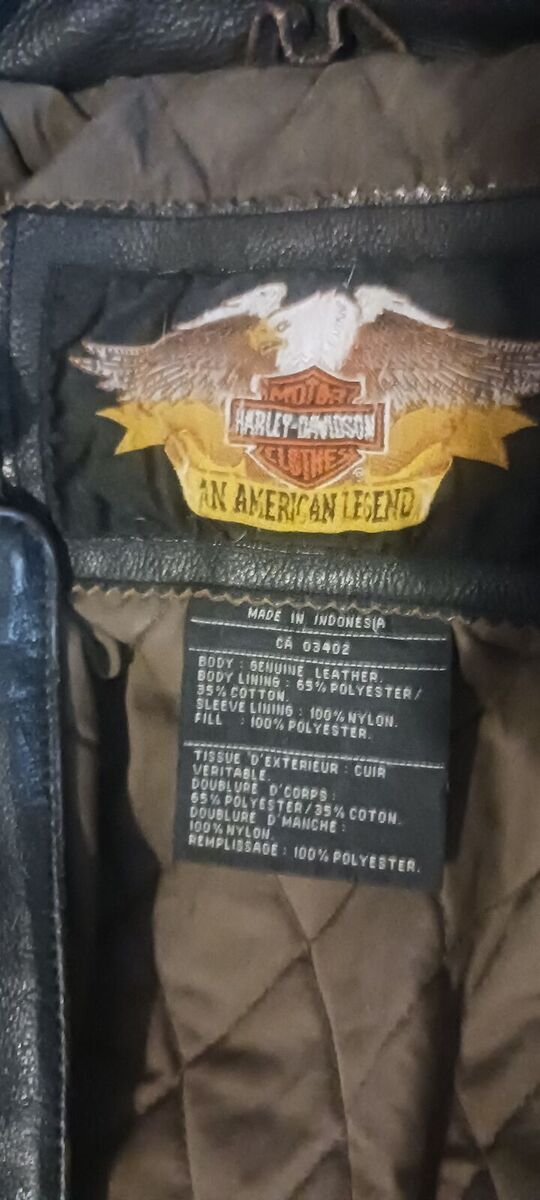 MOTOR
HARLEY-DAVIDSON
CLOTHES
®
AN AMERICAN LEGEND
MADE IN INDONESIA
CA 03402
BODY : GENUINE LEATHER.
BODY LINING : 65% POLYESTER/
35% COTTON.
SLEEVE LINING : 100% NYLON.
FILL : 100% POLYESTER.
TISSUE D'EXTERIEUR : CUIR
VERITABLE.
DOUBLURE D'CORPS :
65% POLYESTER/35% COTON.
DOUBLURE D'MANCHE :
100% NYLON.
REMPLISSADE : 100% POLYESTER.